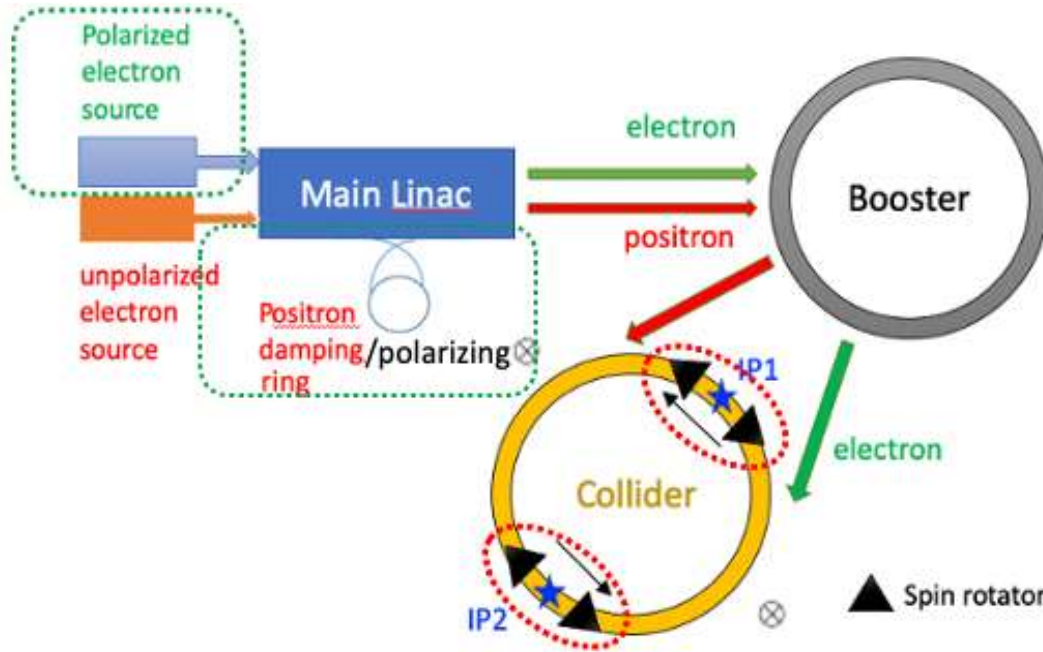 Polarized
electron
source
Main Linac
unpolarized
electron
source
Positron
damping/polarizing
ring
electron
positron
Booster
electron
IP1
Collider
IP2
Spin rotator